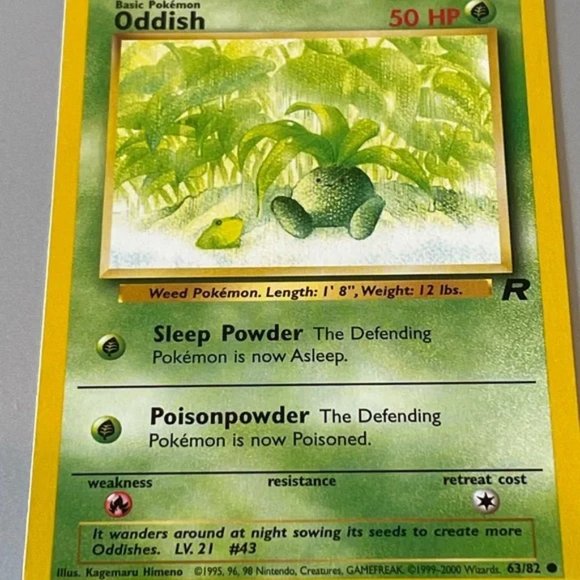 Basic Pokémon
Oddish 50 HP
Weed Pokémon. Length: 1' 8", Weight: 12 lbs.
R
Sleep Powder The Defending
Pokémon is now Asleep.
Poisonpowder The Defending
Pokémon is now Poisoned.
weakness resistance retreat cost
It wanders around at night sowing its seeds to create more
Oddishes. LV. 21 #43
Illus. Kagemaru Himeno ©1995, 96, 98 Nintendo, Creatures, GAMEFREAK. ©1999-2000 Wizards. 63/82